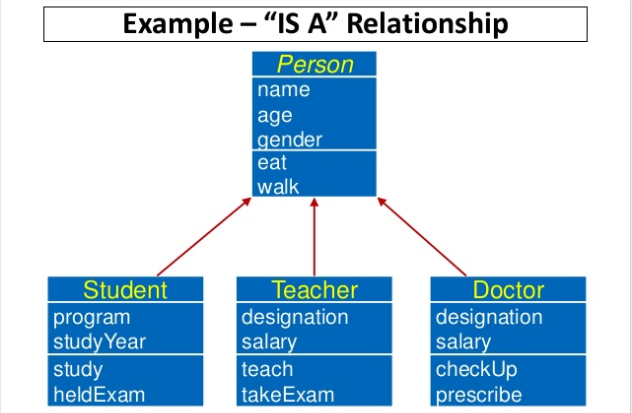 Example – “IS A” Relationship
Person
name
age
gender
eat
walk
Student
program
studyYear
study
heldExam
Teacher
designation
salary
teach
takeExam
Doctor
designation
salary
checkUp
prescribe